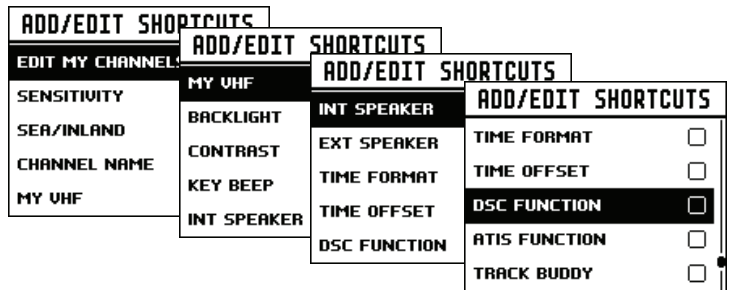 ADD/EDIT SHORTCUTS
EDIT MY CHANNELS
SENSITIVITY
SEA/INLAND
CHANNEL NAME
MY VHF
ADD/EDIT SHORTCUTS
MY VHF
BACKLIGHT
CONTRAST
KEY BEEP
INT SPEAKER
ADD/EDIT SHORTCUTS
INT SPEAKER
EXT SPEAKER
TIME FORMAT
TIME OFFSET
DSC FUNCTION
ADD/EDIT SHORTCUTS
TIME FORMAT
TIME OFFSET
DSC FUNCTION
ATIS FUNCTION
TRACK BUDDY